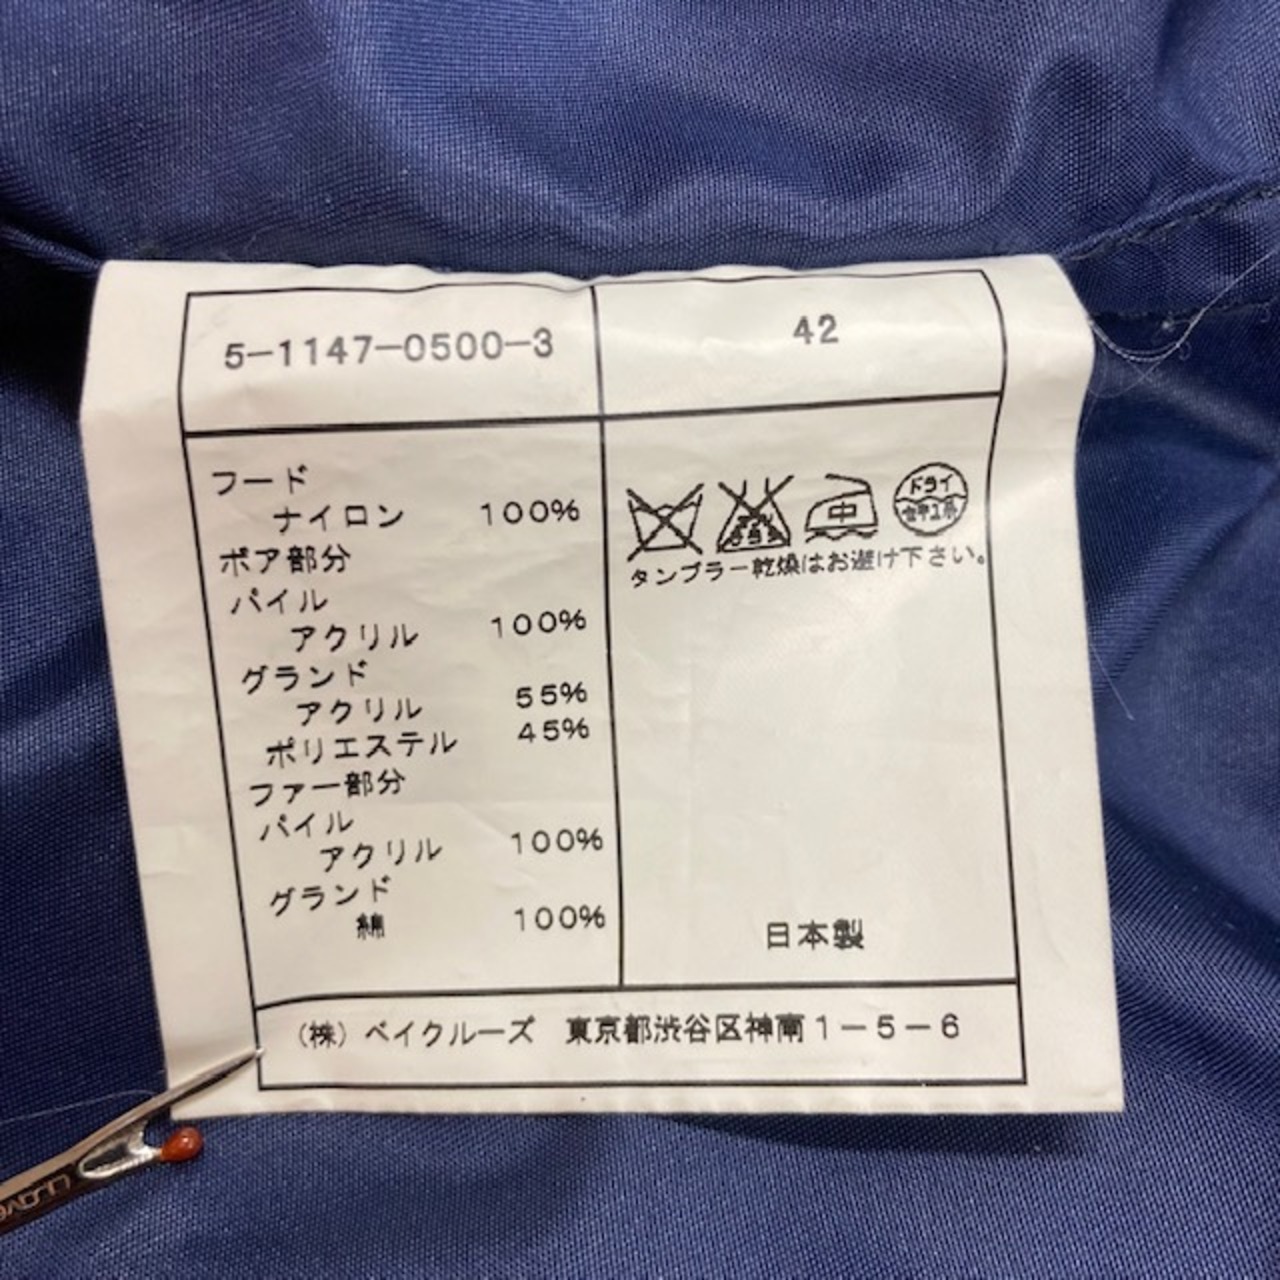 5-1147-0500-3
42
フード
ナイロン 100%
ボア部分
パイル
アクリル 100%
グランド
アクリル 55%
ポリエステル 45%
ファー部分
パイル
アクリル 100%
グランド
綿 100%
中
ドライ
セキユ系
タンブラー乾燥はお避け下さい。
日本製
(株) ベイクルーズ 東京都渋谷区神南1-5-6